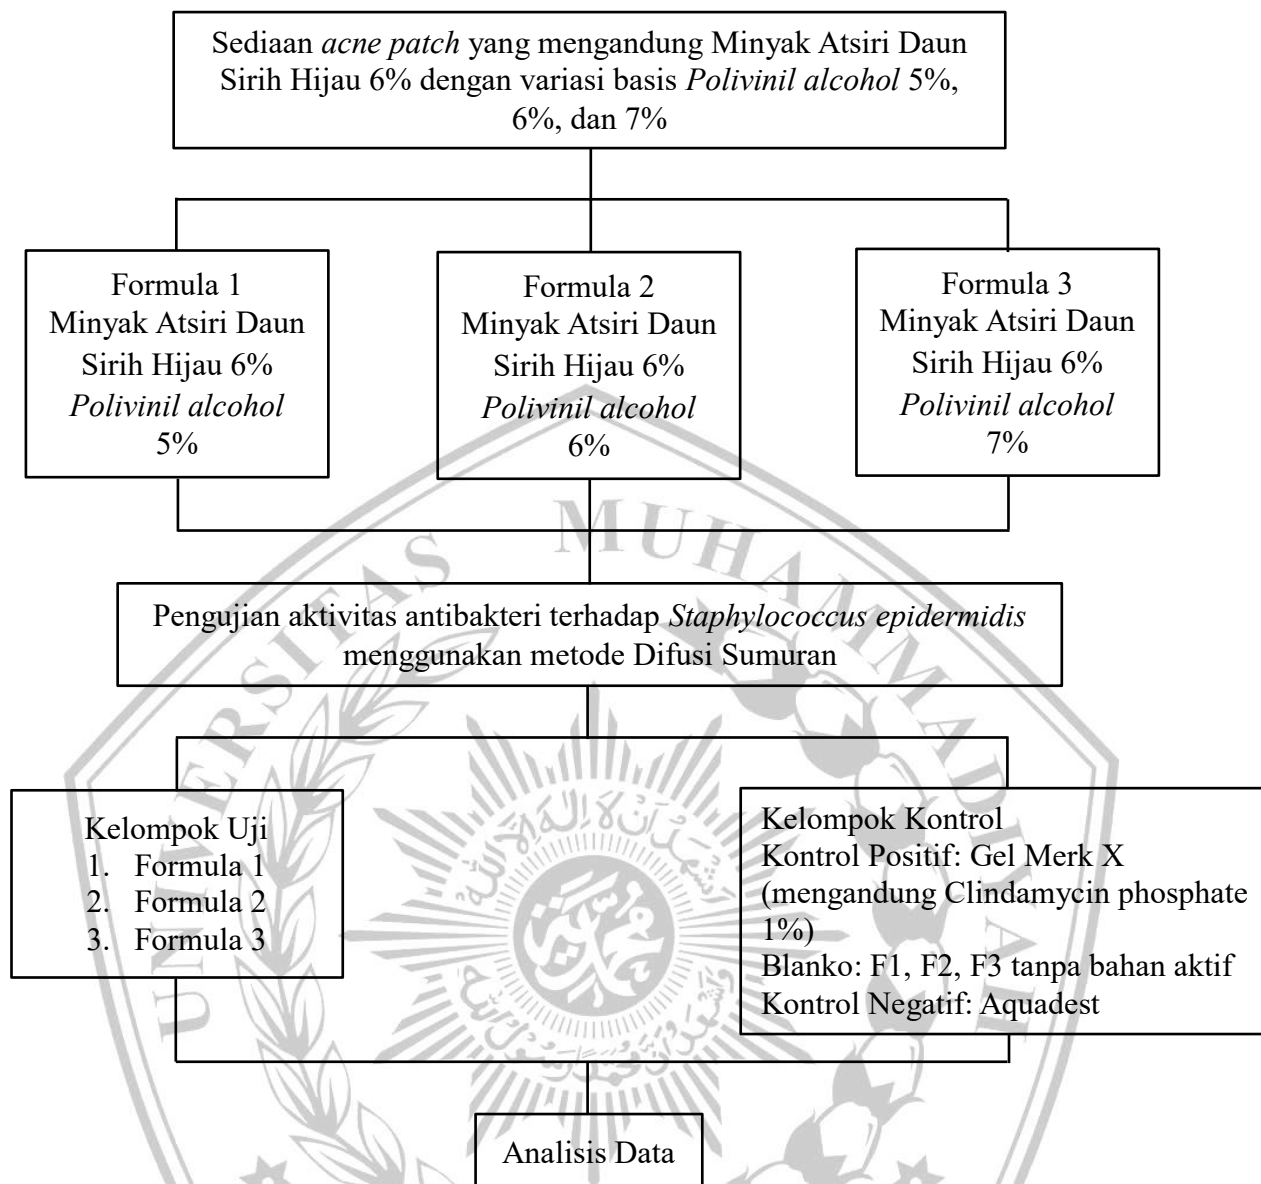 Sediaan acne patch yang mengandung Minyak Atsiri Daun
Sirih Hijau 6% dengan variasi basis Polivinil alcohol 5%,
6%, dan 7%
Formula 1
Minyak Atsiri Daun
Sirih Hijau 6%
Polivinil alcohol
5%
Formula 2
Minyak Atsiri Daun
Sirih Hijau 6%
Polivinil alcohol
6%
Formula 3
Minyak Atsiri Daun
Sirih Hijau 6%
Polivinil alcohol
7%
UNIVERSITAS MUHAMMADIYAH
Pengujian aktivitas antibakteri terhadap Staphylococcus epidermidis
menggunakan metode Difusi Sumuran
Kelompok Uji
1. Formula 1
2. Formula 2
3. Formula 3
Kelompok Kontrol
Kontrol Positif: Gel Merk X
(mengandung Clindamycin phosphate
1%)
Blanko: F1, F2, F3 tanpa bahan aktif
Kontrol Negatif: Aquadest
Analisis Data